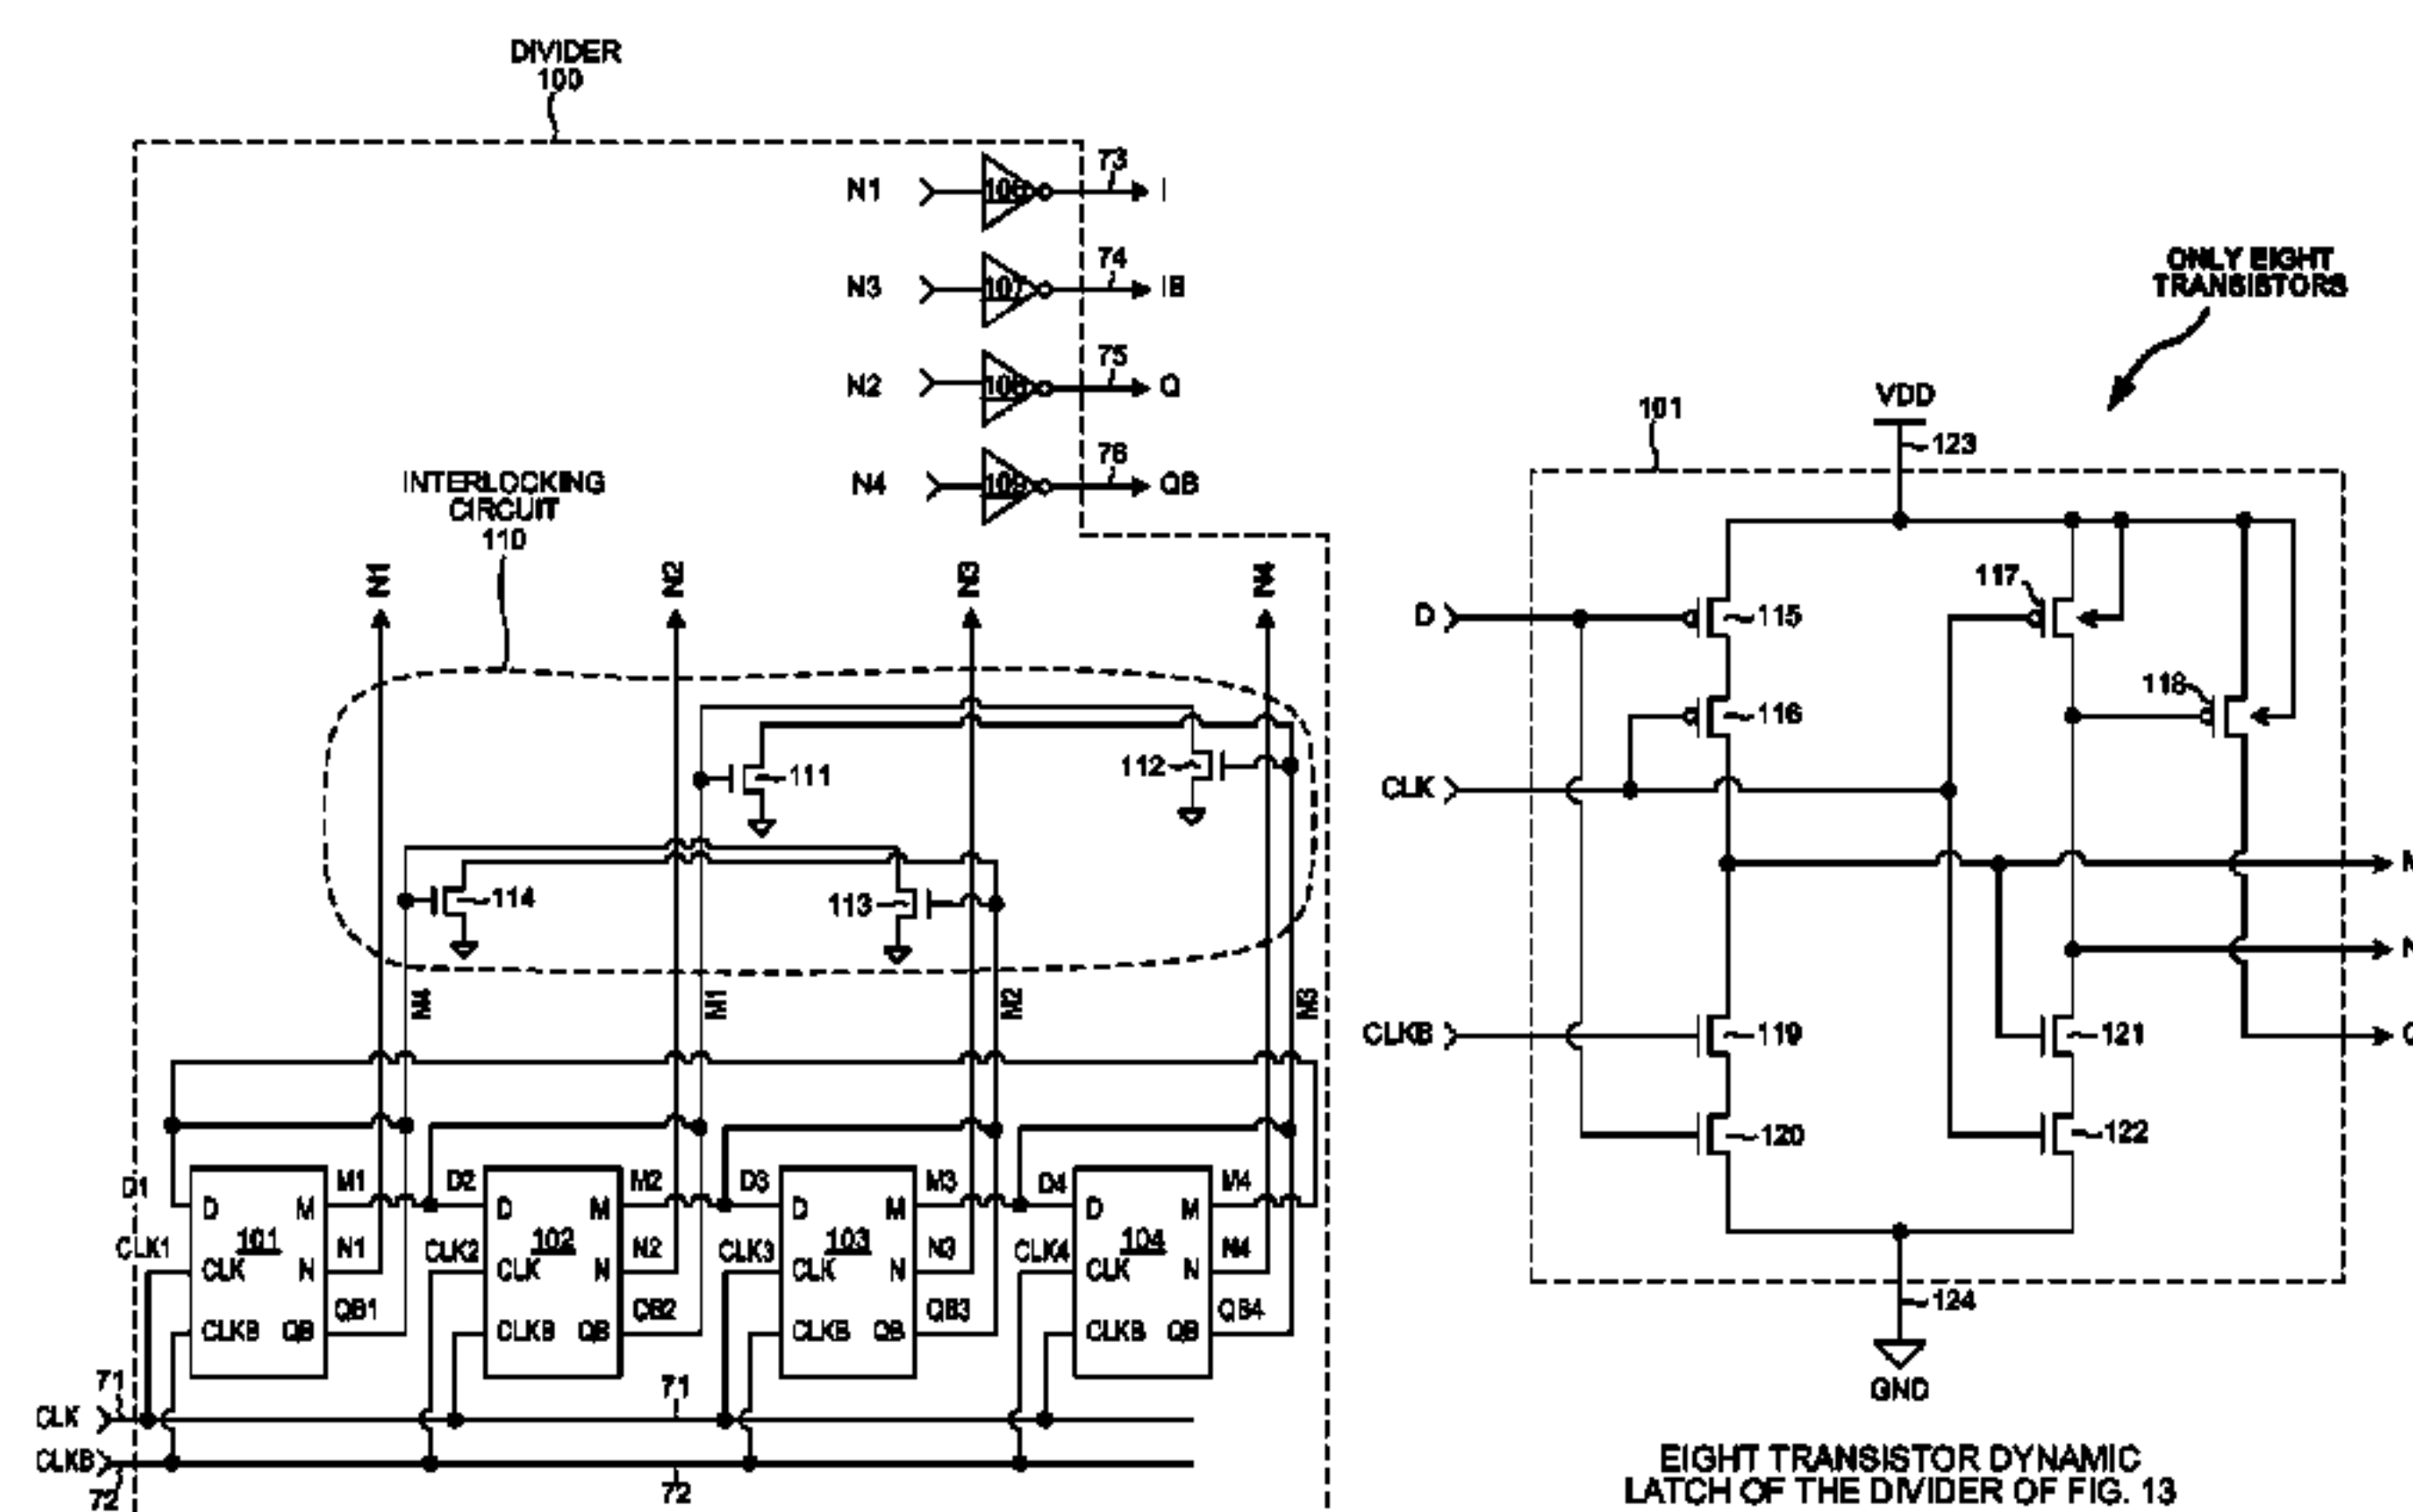 DIVIDER
100
N1
106
73
I
N3
107
74
IB
N2
108
75
Q
N4
109
76
QB
INTERLOCKING
CIRCUIT
110
N1
N2
N3
N4
111
112
114
113
M4
M1
M2
M3
D1
D
M
M1
CLK1
101
N1
CLK
N
QB1
CLKB
QB
D2
D
M
M2
CLK2
102
N2
CLK
N
QB2
CLKB
QB
D3
D
M
M3
CLK3
103
N3
CLK
N
QB3
CLKB
QB
D4
D
M
M4
CLK4
104
N4
CLK
N
QB4
CLKB
QB
71
CLK
71
CLKB
72
72
ONLY EIGHT
TRANSISTORS
101
VDD
123
D
115
117
116
118
CLK
N
CLKB
119
121
120
122
124
GND
EIGHT TRANSISTOR DYNAMIC
LATCH OF THE DIVIDER OF FIG. 13